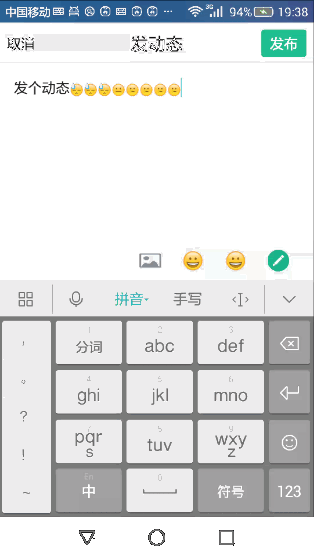 中国移动 3G 94% 19:38
取消 发动态 发布
发个动态
拼音 手写
, 1 分词 2 abc 3 def
。 4 ghi 5 jkl 6 mno
? 7 pqrs 8 tuv 9 wxyz
!
~ En 中 0 符号 123